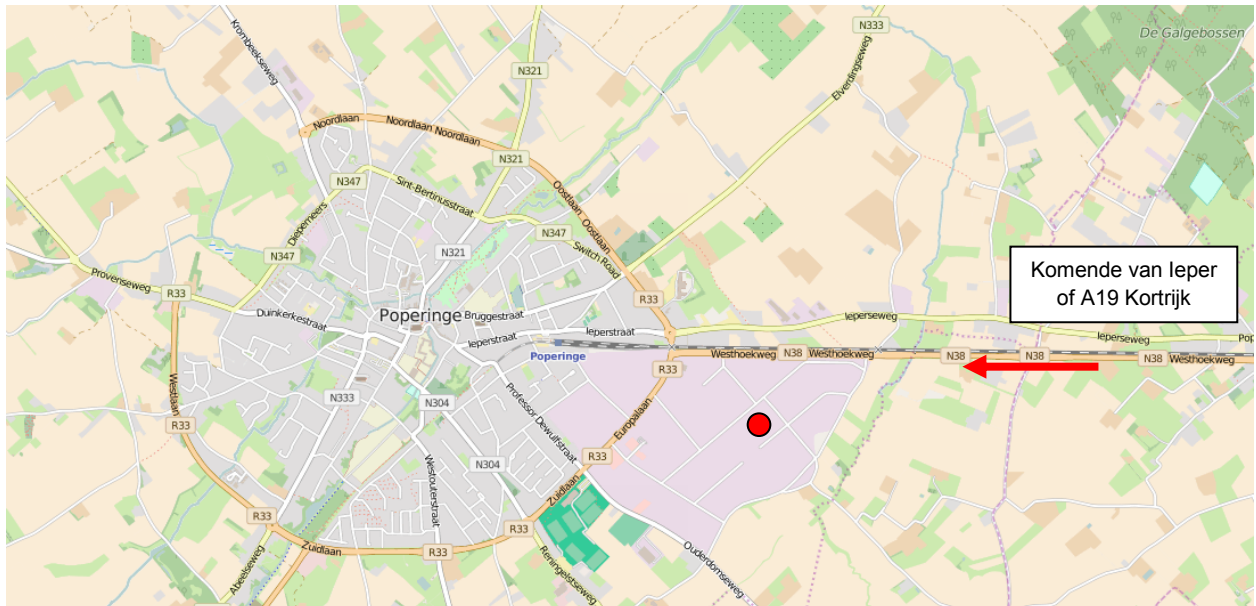 De Galgebossen
N333
Krombeekseweg
N321
Elverdingseweg
Noordlaan
Noordlaan Noordlaan
N321
N347
Sint-Bertinusstraat
Oostlaan Oostlaan
Diepemeers
N321
N347
Switch Road
N347
Provenseweg
R33
R33
Komende van Ieper
of A19 Kortrijk
Duinkerkestraat
Poperinge
Bruggestraat
Ieperseweg
Ieperstraat
Ieperstraat
Ieperseweg
Pop
Poperinge
Westhoekweg
N38
Westhoekweg
N38
N38
N38
Westhoekweg
R33
Westlaan
N333
N304
Professor Dewulfstraat
Europalaan
R33
N304
R33
Westouterstraat
Zuidlaan
R33
R33
Zuidlaan
R33
Abeelseweg
Reningelstseweg
Ouderdomseweg